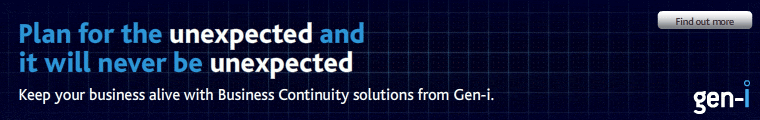 Plan for the unexpected and
it will never be unexpected
Keep your business alive with Business Continuity solutions from Gen-i.
Find out more
gen-i